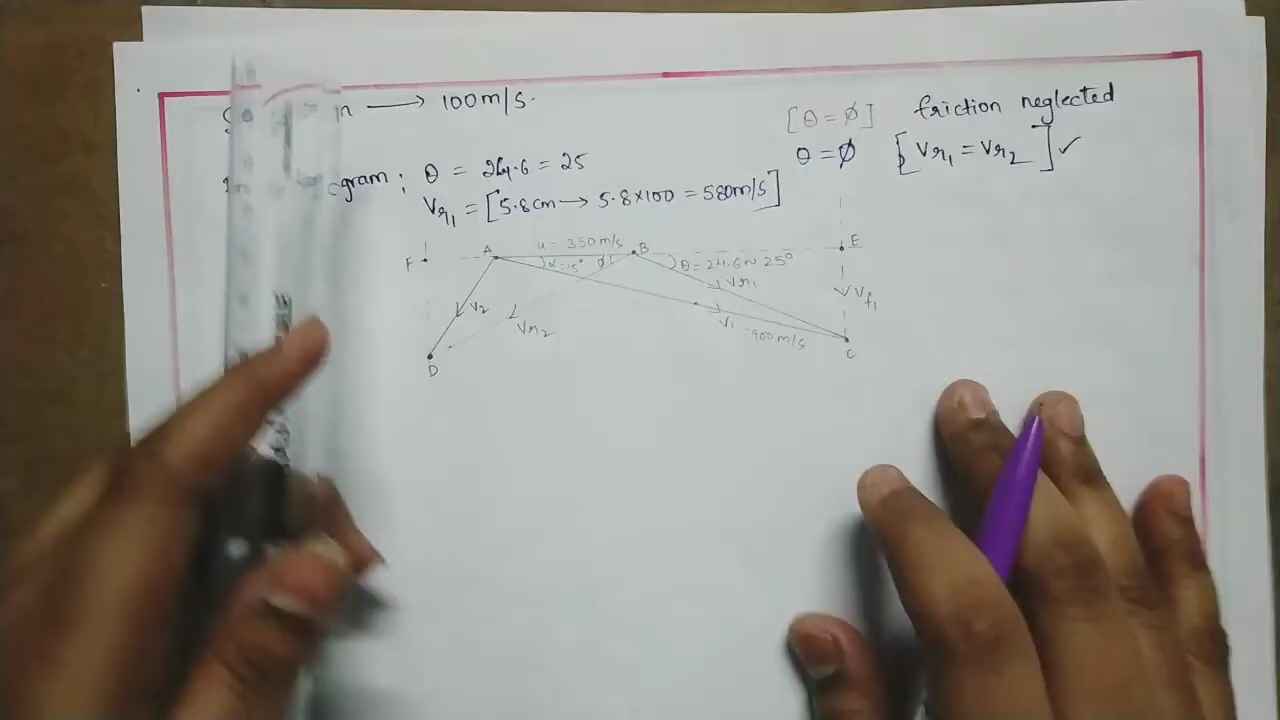 ⟶ 100m/s.
[θ = ϕ] friction neglected
θ = ϕ [Vr1 = Vr2] ✓
gram : θ = 24.6 = 25
Vr1 = [5.8cm → 5.8×100 = 580m/s]
F A u = 350m/s B E
α=15° ϕ θ = 24.6 ~ 25°
V2 Vr2 Vr1 Vf1
V1 900m/s
D C